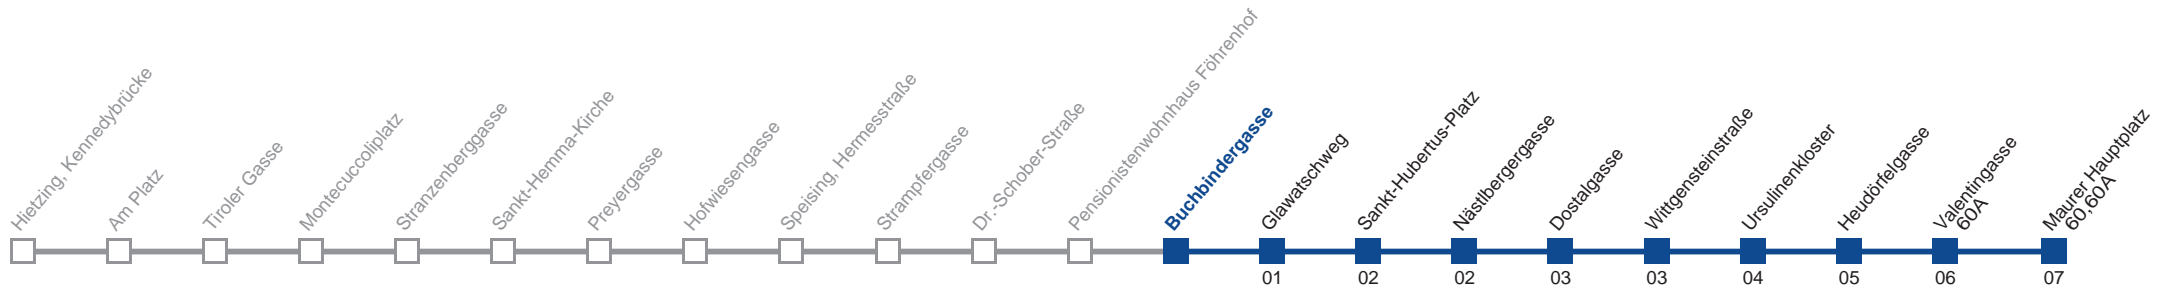 Hietzing, Kennedybrücke
Am Platz
Tiroler Gasse
Montecuccoliplatz
Stranzenberggasse
Sankt-Hemma-Kirche
Preyergasse
Hofwiesengasse
Speising, Hermesstraße
Strampfergasse
Dr.-Schober-Straße
Pensionistenwohnhaus Föhrenhof
Buchbindergasse
Glawatschweg
Sankt-Hubertus-Platz
Nästlbergergasse
Dostalgasse
Wittgensteinstraße
Ursulinenkloster
Heudörfelgasse
Valentingasse
60A
Maurer Hauptplatz
60,60A
01 02 02 03 03 04 05 06 07